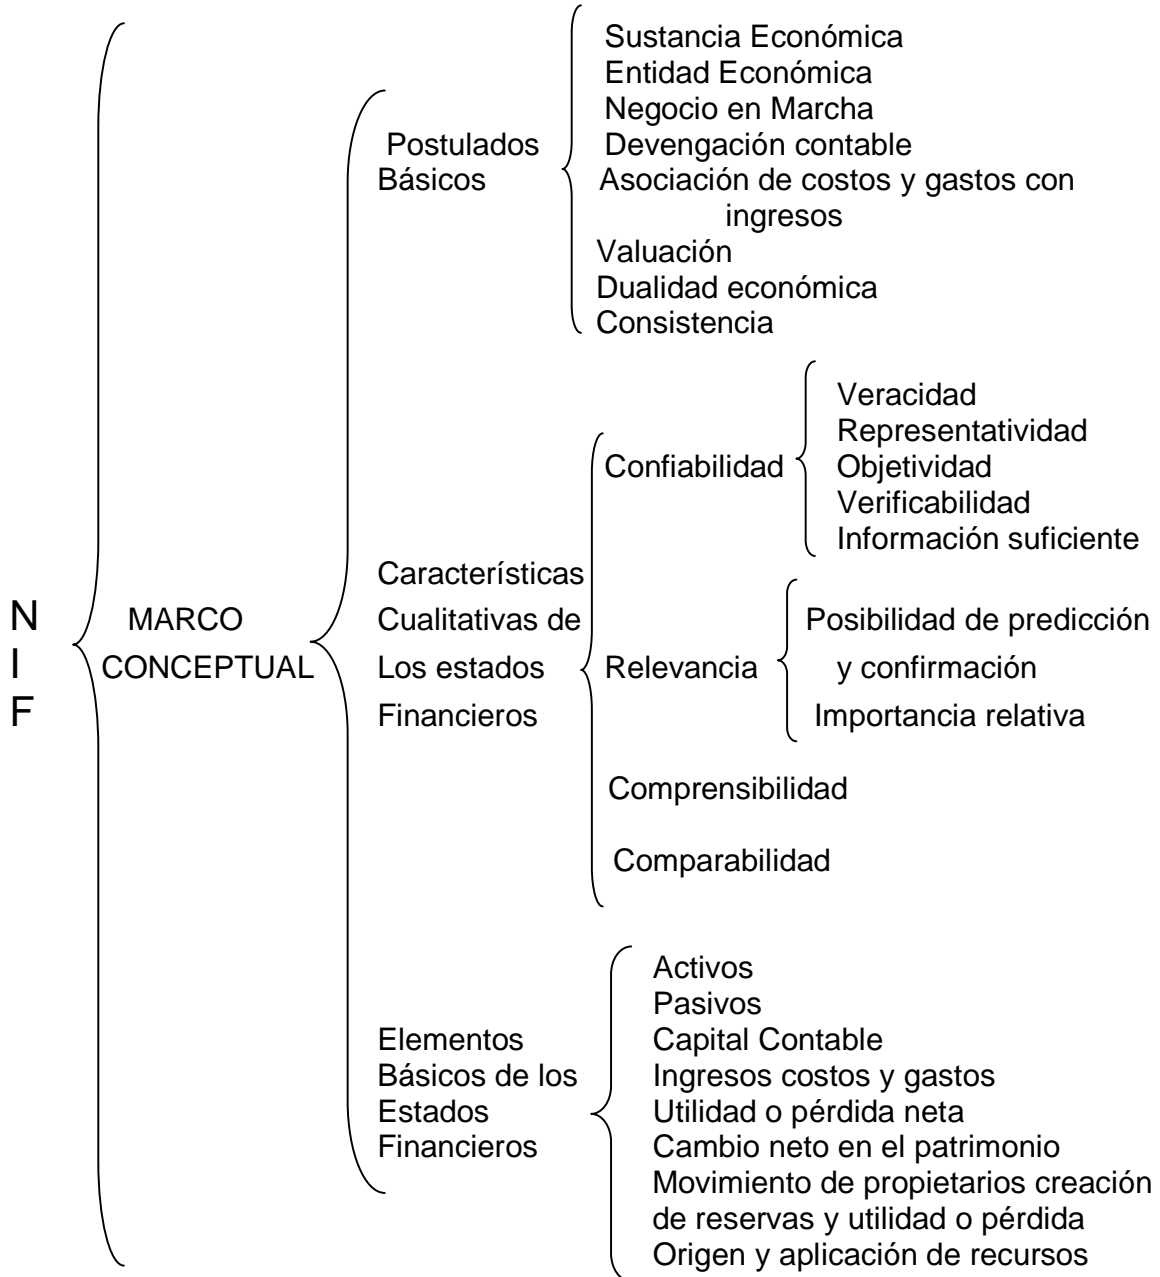 N
I
F
MARCO
CONCEPTUAL
Postulados
Básicos
Sustancia Económica
Entidad Económica
Negocio en Marcha
Devengación contable
Asociación de costos y gastos con
ingresos
Valuación
Dualidad económica
Consistencia
Características
Cualitativas de
Los estados
Financieros
Confiabilidad
Veracidad
Representatividad
Objetividad
Verificabilidad
Información suficiente
Relevancia
Posibilidad de predicción
y confirmación
Importancia relativa
Comprensibilidad
Comparabilidad
Elementos
Básicos de los
Estados
Financieros
Activos
Pasivos
Capital Contable
Ingresos costos y gastos
Utilidad o pérdida neta
Cambio neto en el patrimonio
Movimiento de propietarios creación
de reservas y utilidad o pérdida
Origen y aplicación de recursos